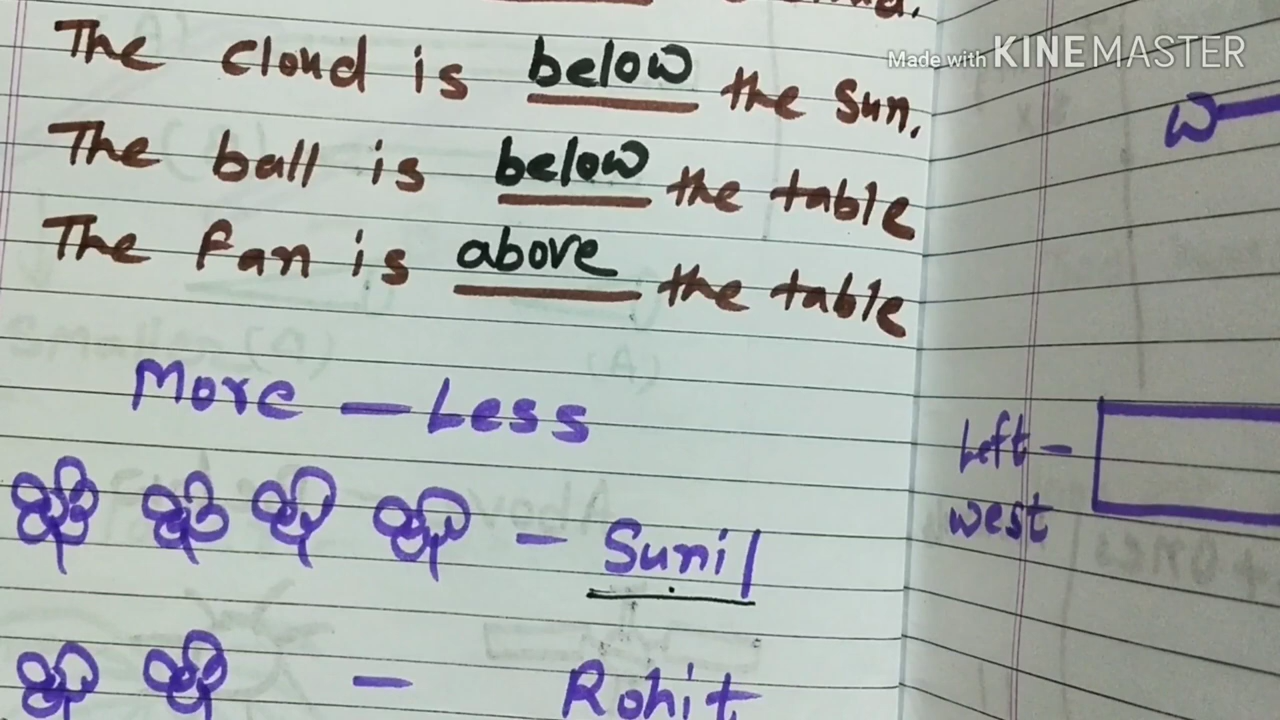 The cloud is below the sun.
The ball is below the table
The fan is above the table
More - Less
- Sunil
- Rohit
Made with KINEMASTER
W
Left -
west